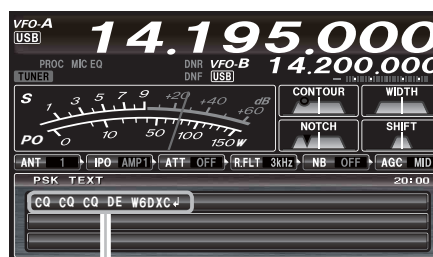 VFO-A 14.195.000
USB
PROC MIC EQ DNR VFO-B 14.200.000
TUNER DNF USB
S 1 3 5 7 9 +20 +40 +60 dB
PO 0 10 50 100 150 W
CONTOUR WIDTH
NOTCH SHIFT
ANT 1 IPO AMP1 ATT OFF R.FLT 3kHz NB OFF AGC MID
PSK TEXT 20:00
CQ CQ CQ DE W6DXC↲